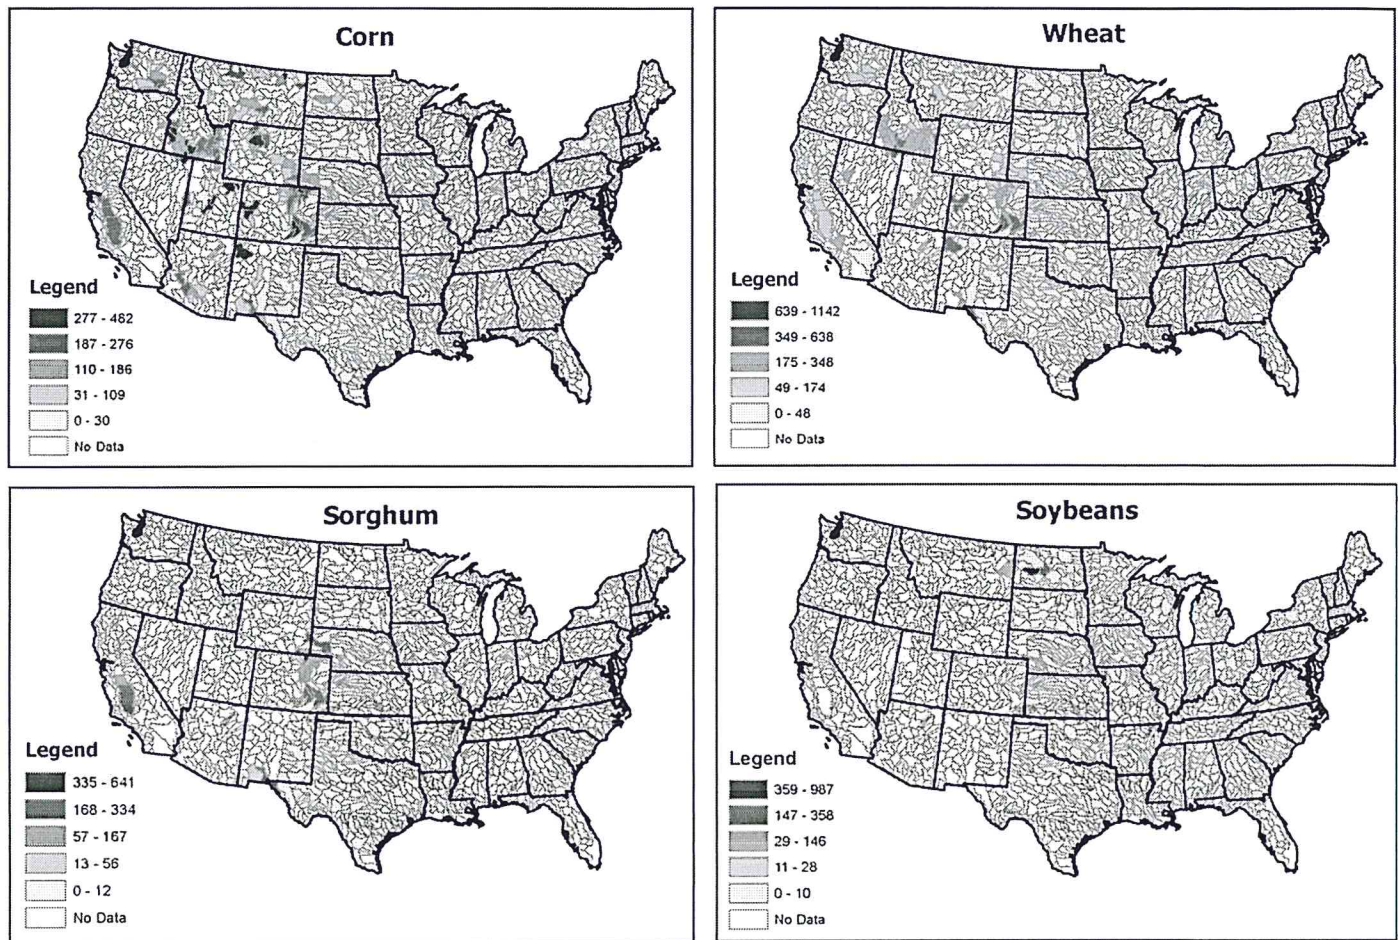 Corn
Legend
277 - 482
187 - 276
110 - 186
31 - 109
0 - 30
No Data
Wheat
Legend
639 - 1142
349 - 638
175 - 348
49 - 174
0 - 48
No Data
Sorghum
Legend
335 - 641
168 - 334
57 - 167
13 - 56
0 - 12
No Data
Soybeans
Legend
359 - 987
147 - 358
29 - 146
11 - 28
0 - 10
No Data